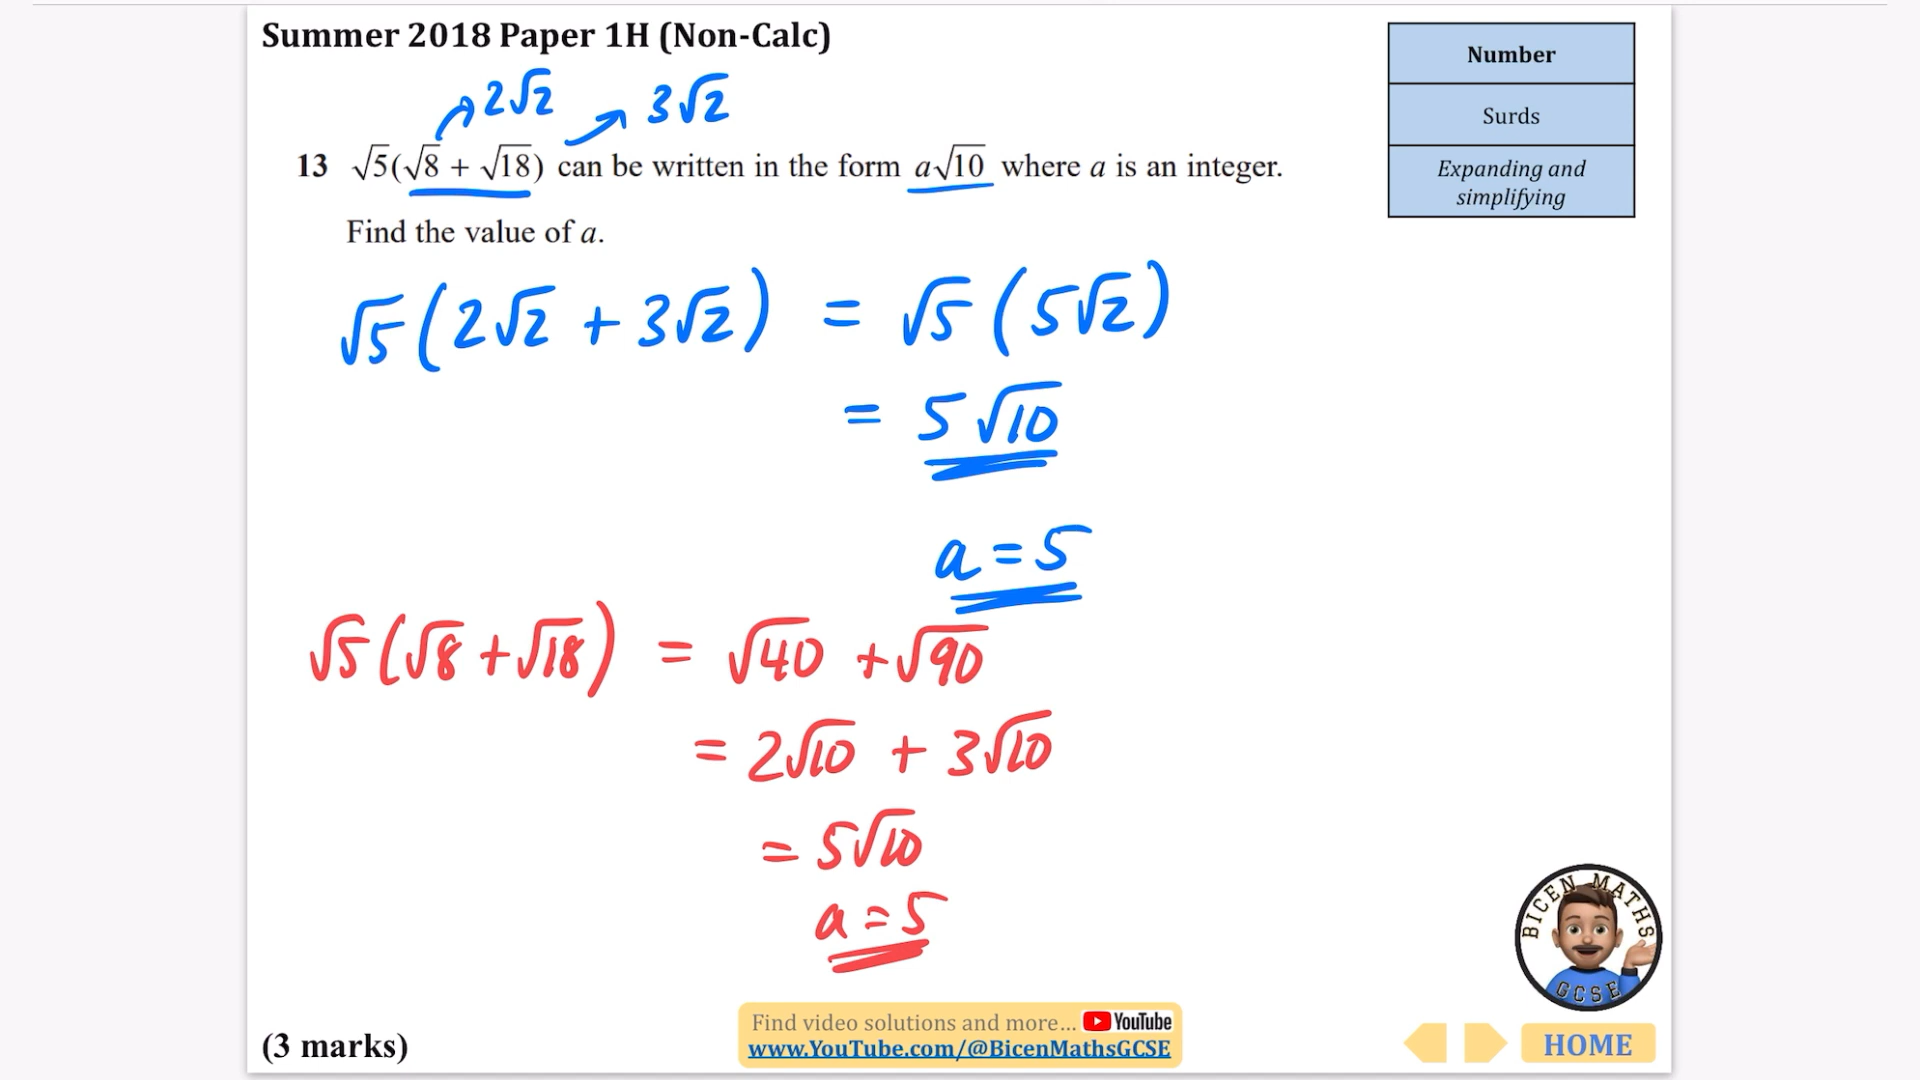 Summer 2018 Paper 1H (Non-Calc)
Number
Surds
Expanding and
simplifying
2√2 3√2
13 √5(√8 + √18) can be written in the form a√10 where a is an integer.
Find the value of a.
√5(2√2 + 3√2) = √5(5√2)
= 5√10
a = 5
√5(√8 + √18) = √40 + √90
= 2√10 + 3√10
= 5√10
a = 5
BICEN MATHS
GCSE
(3 marks)
Find video solutions and more... YouTube
www.YouTube.com/@BicenMathsGCSE
HOME